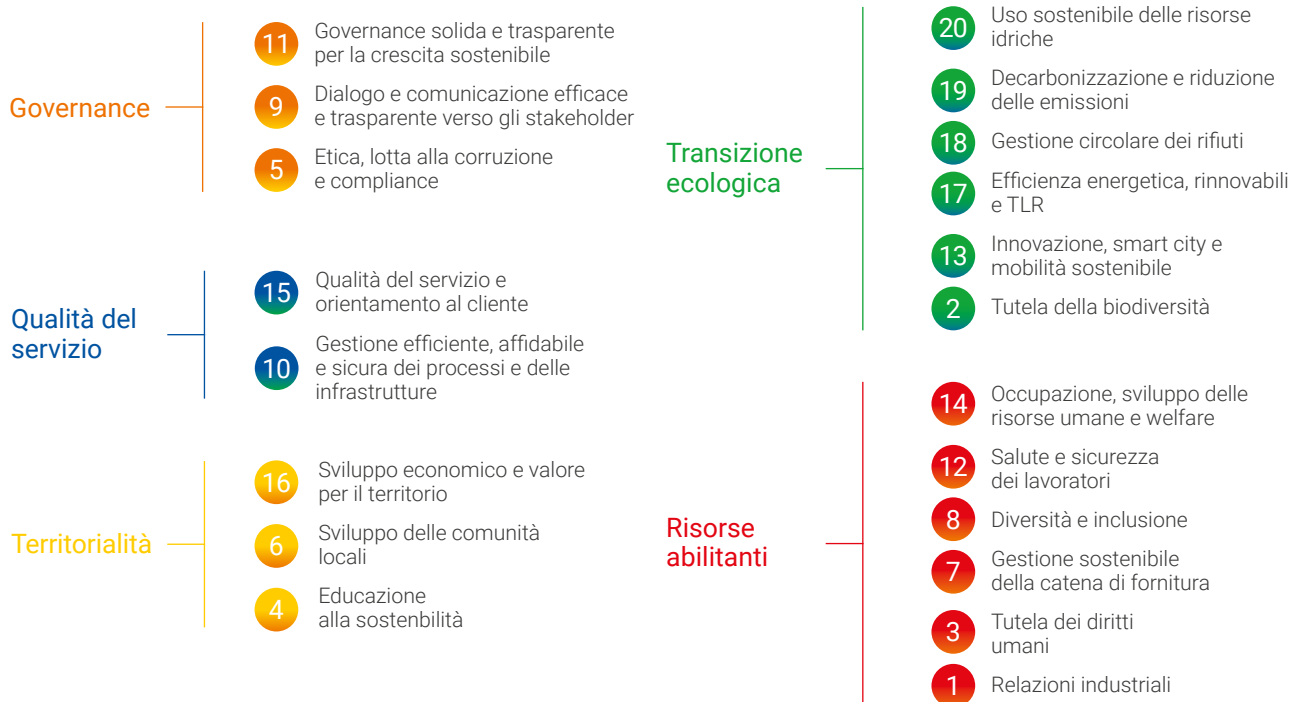 Governance
11
Governance solida e trasparente
per la crescita sostenibile
9
Dialogo e comunicazione efficace
e trasparente verso gli stakeholder
5
Etica, lotta alla corruzione
e compliance
Qualità del
servizio
15
Qualità del servizio e
orientamento al cliente
10
Gestione efficiente, affidabile
e sicura dei processi e delle
infrastrutture
Territorialità
16
Sviluppo economico e valore
per il territorio
6
Sviluppo delle comunità
locali
4
Educazione
alla sostenbilità
Transizione
ecologica
20
Uso sostenibile delle risorse
idriche
19
Decarbonizzazione e riduzione
delle emissioni
18
Gestione circolare dei rifiuti
17
Efficienza energetica, rinnovabili
e TLR
13
Innovazione, smart city e
mobilità sostenibile
2
Tutela della biodiversità
Risorse
abilitanti
14
Occupazione, sviluppo delle
risorse umane e welfare
12
Salute e sicurezza
dei lavoratori
8
Diversità e inclusione
7
Gestione sostenibile
della catena di fornitura
3
Tutela dei diritti
umani
1
Relazioni industriali